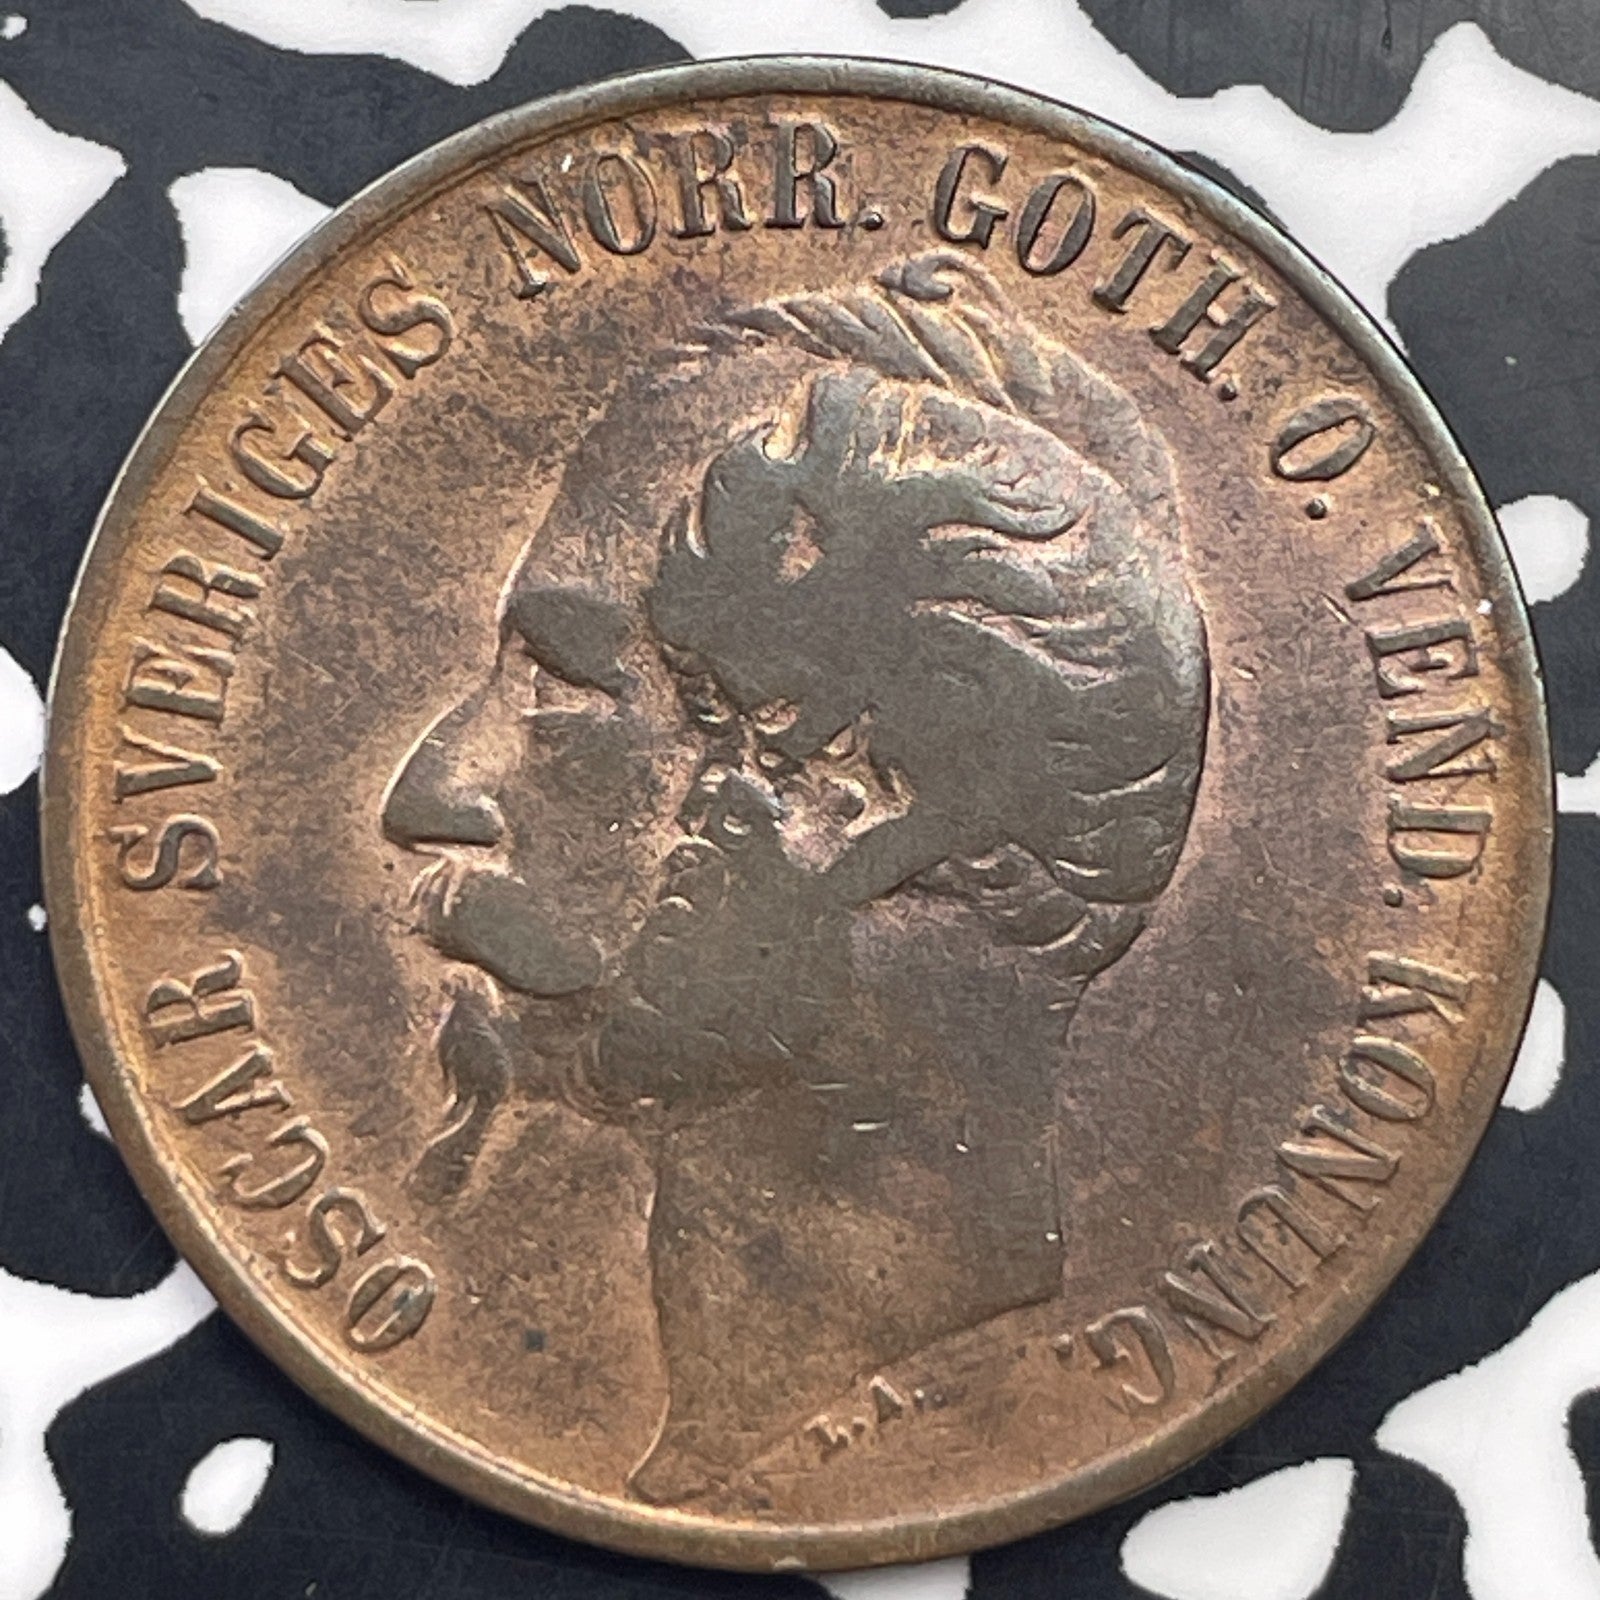 OSCAR SVERIGES NORR. GOTH. O. VEND. KONUNG.
L.A.